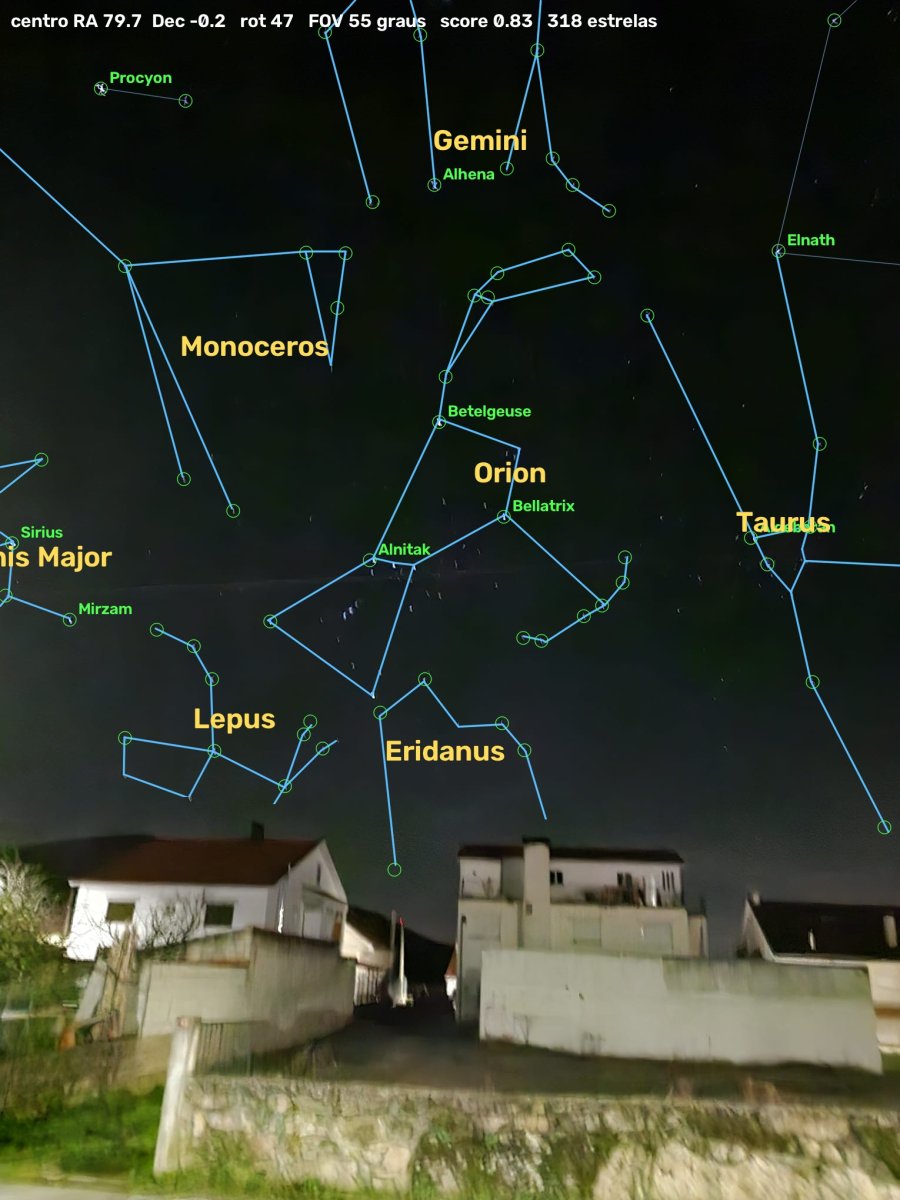 centro RA 79.7 Dec -0.2 rot 47 FOV 55 graus score 0.83 318 estrelas
Procyon
Gemini
Alhena
Elnath
Monoceros
Betelgeuse
Orion
Bellatrix
Taurus
Sirius
Alnitak
nis Major
Mirzam
Lepus
Eridanus